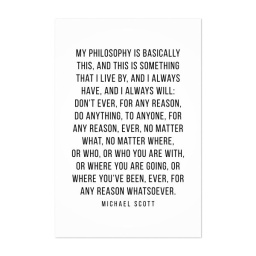 MY PHILOSOPHY IS BASICALLY
THIS, AND THIS IS SOMETHING
THAT I LIVE BY, AND I ALWAYS
HAVE, AND I ALWAYS WILL:
DON'T EVER, FOR ANY REASON,
DO ANYTHING, TO ANYONE, FOR
ANY REASON, EVER, NO MATTER
WHAT, NO MATTER WHERE,
OR WHO, OR WHO YOU ARE WITH,
OR WHERE YOU ARE GOING, OR
WHERE YOU'VE BEEN, EVER, FOR
ANY REASON WHATSOEVER.
MICHAEL SCOTT